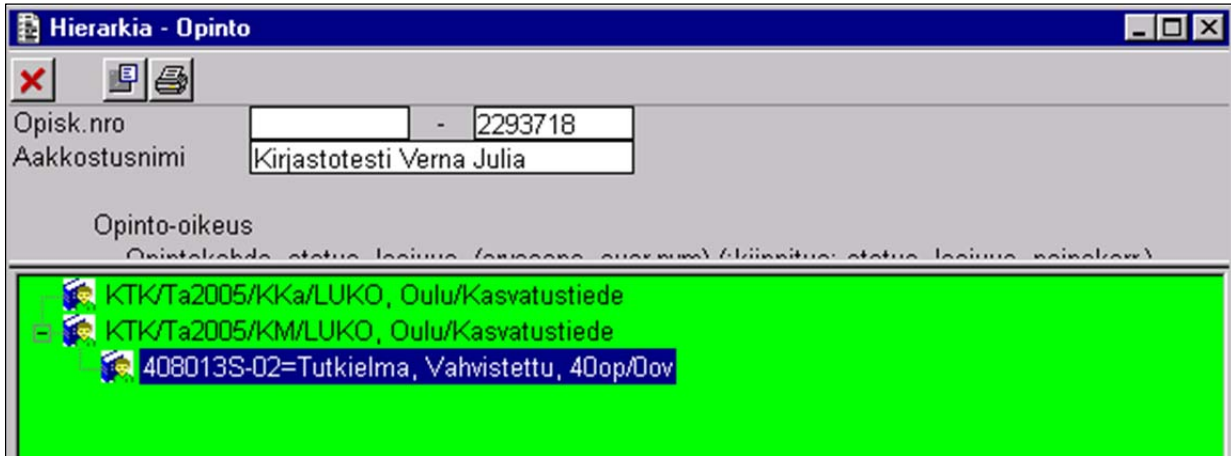 Hierarkia - Opinto
Opisk.nro - 2293718
Aakkostusnimi Kirjastotesti Verna Julia
Opinto-oikeus
KTK/Ta2005/KKa/LUKO, Oulu/Kasvatustiede
KTK/Ta2005/KM/LUKO, Oulu/Kasvatustiede
408013S-02=Tutkielma, Vahvistettu, 40op/0ov